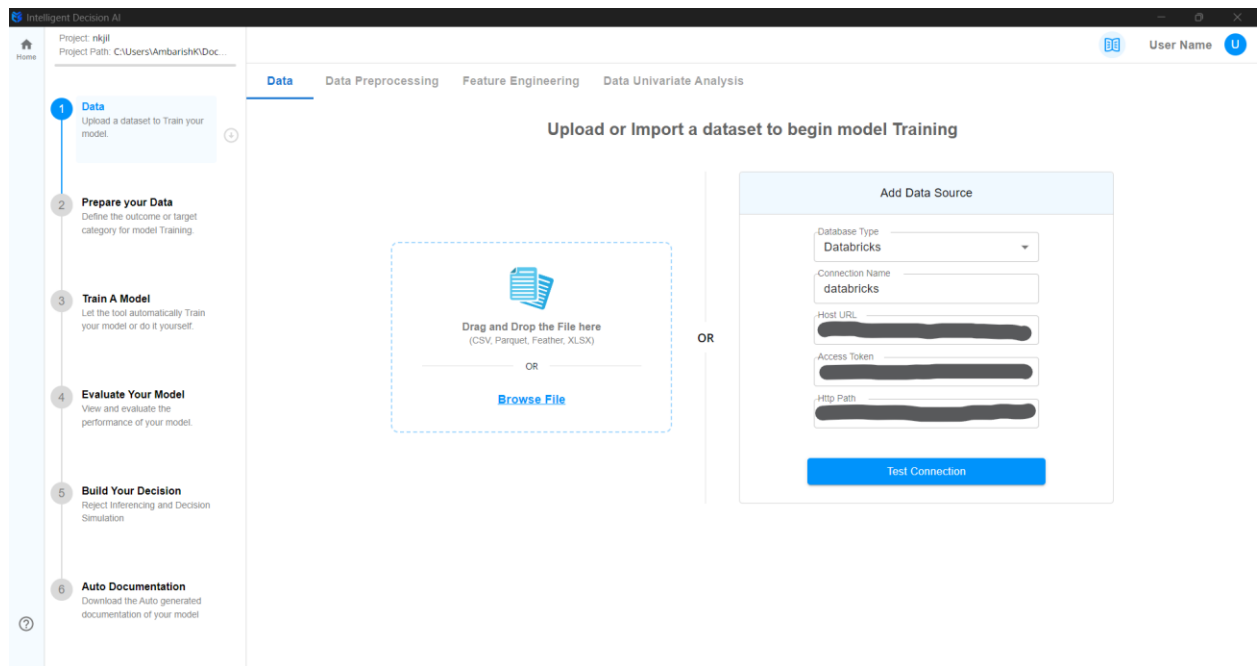 Intelligent Decision AI
Home
Project: nkjil
Project Path: C:\Users\AmbarishK\Doc...
User Name
U
Data
Data Preprocessing
Feature Engineering
Data Univariate Analysis
1
Data
Upload a dataset to Train your
model.
2
Prepare your Data
Define the outcome or target
category for model Training.
3
Train A Model
Let the tool automatically Train
your model or do it yourself.
4
Evaluate Your Model
View and evaluate the
performance of your model.
5
Build Your Decision
Reject Inferencing and Decision
Simulation
6
Auto Documentation
Download the Auto generated
documentation of your model
Upload or Import a dataset to begin model Training
Drag and Drop the File here
(CSV, Parquet, Feather, XLSX)
OR
Browse File
OR
Add Data Source
Database Type
Databricks
Connection Name
databricks
Host URL
Access Token
Http Path
Test Connection